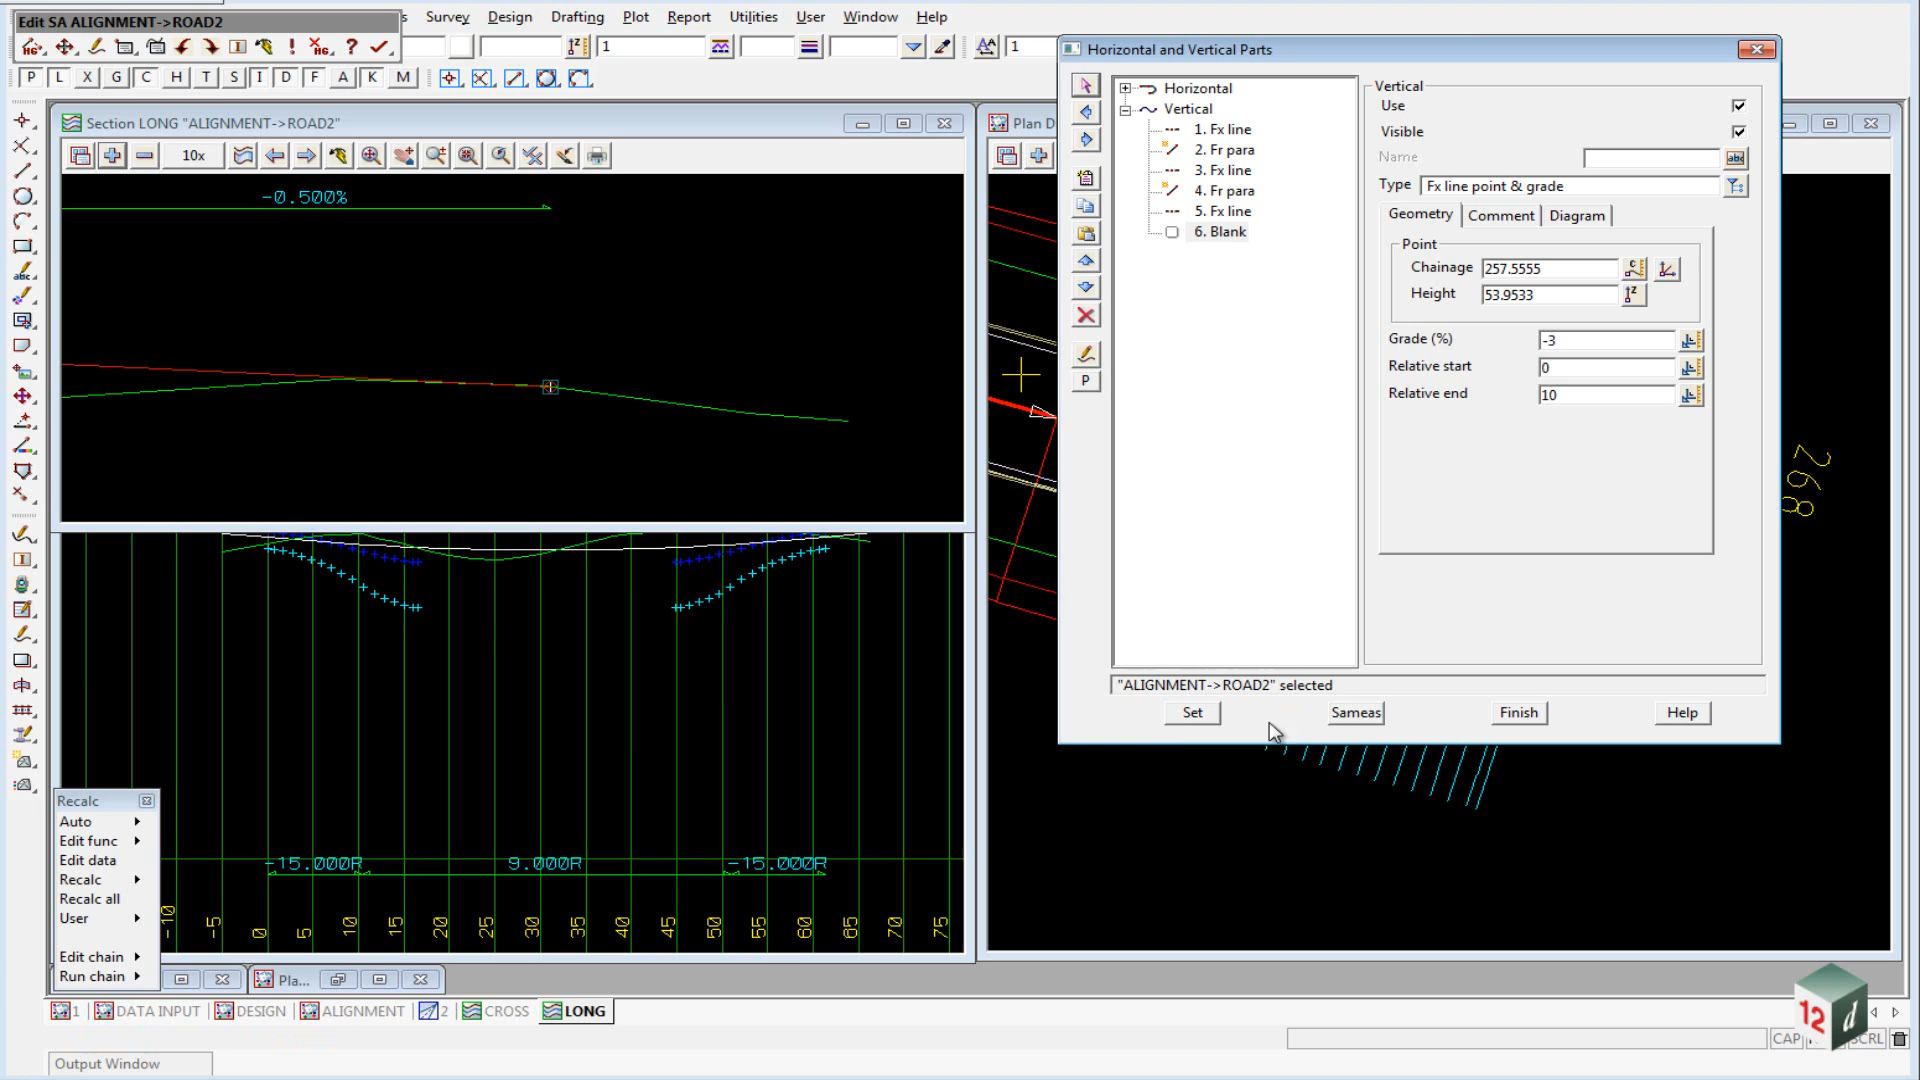 Edit SA ALIGNMENT->ROAD2
Survey Design Drafting Plot Report Utilities User Window Help
1
1
P L X G C H T S I D F A K M
Section LONG "ALIGNMENT->ROAD2"
10x
-0.500%
-15.000R 9.000R -15.000R
-10 -5 0 5 10 15 20 25 30 35 40 45 50 55 60 65 70 75
Recalc
Auto
Edit func
Edit data
Recalc
Recalc all
User
Edit chain
Run chain
Pla...
1 DATA INPUT DESIGN ALIGNMENT 2 CROSS LONG
Output Window
Plan D
268
Horizontal and Vertical Parts
Horizontal
Vertical
1. Fx line
2. Fr para
3. Fx line
4. Fr para
5. Fx line
6. Blank
P
Vertical
Use
Visible
Name
abc
Type Fx line point & grade
Geometry Comment Diagram
Point
Chainage 257.5555
Height 53.9533
Grade (%) -3
Relative start 0
Relative end 10
"ALIGNMENT->ROAD2" selected
Set Sameas Finish Help
12d
CAP SCRL